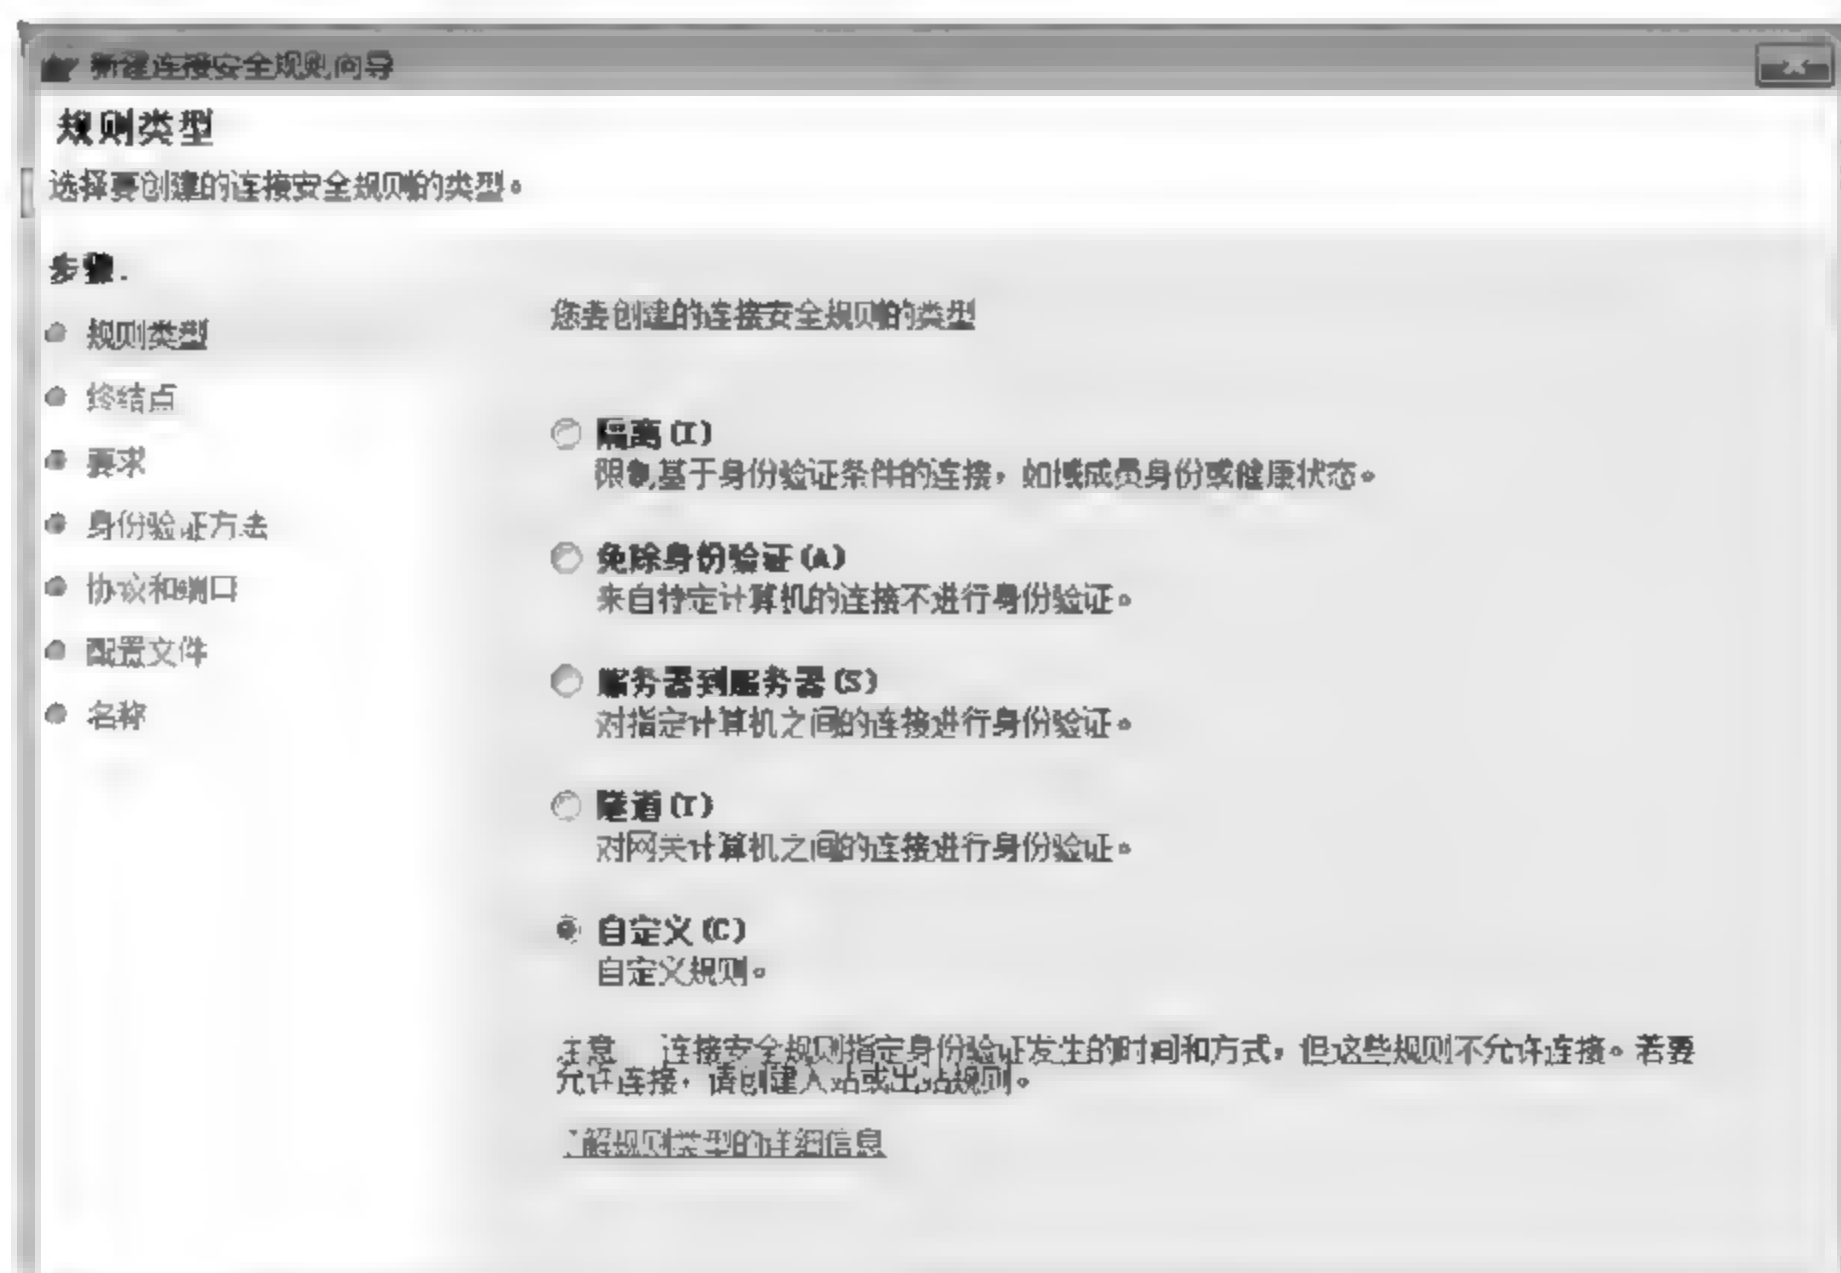 新建连接安全规则向导
规则类型
选择要创建的连接安全规则的类型。
步骤:
规则类型
终结点
要求
身份验证方法
协议和端口
配置文件
名称
您要创建的连接安全规则的类型
隔离(I)
限制基于身份验证条件的连接，如域成员身份或健康状态。
免除身份验证(A)
来自特定计算机的连接不进行身份验证。
服务器到服务器(S)
对指定计算机之间的连接进行身份验证。
隧道(T)
对网关计算机之间的连接进行身份验证。
自定义(C)
自定义规则。
注意 连接安全规则指定身份验证发生的时间和方式，但这些规则不允许连接。若要
允许连接，请创建入站或出站规则。
了解规则类型的详细信息